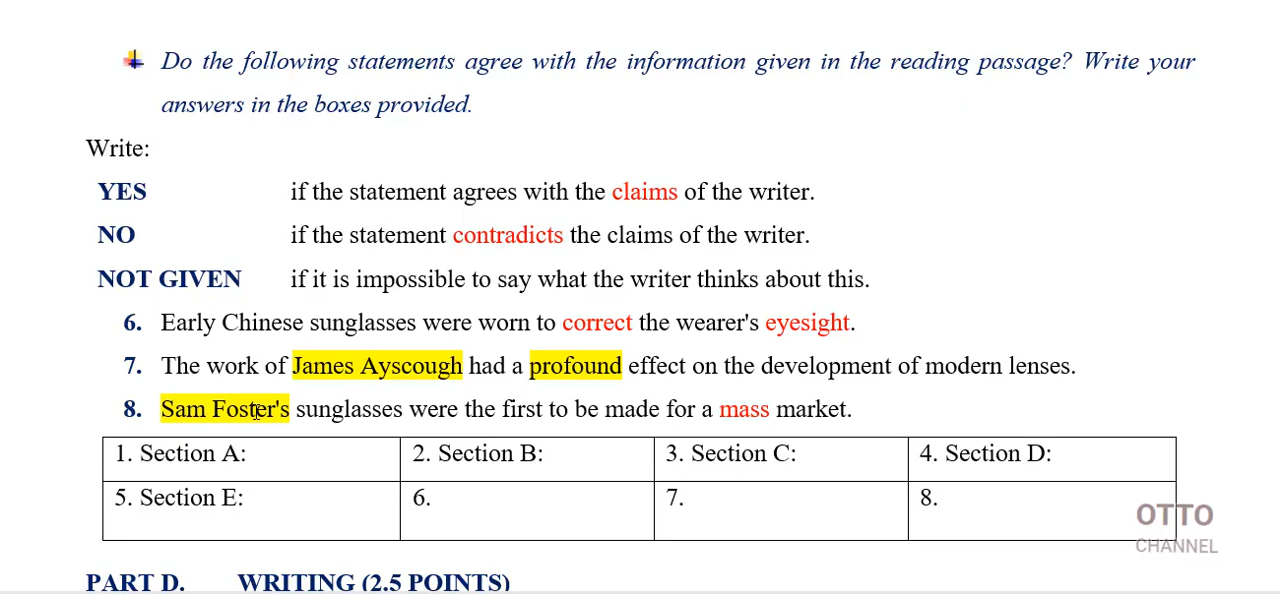 Do the following statements agree with the information given in the reading passage? Write your
answers in the boxes provided.
Write:
YES if the statement agrees with the claims of the writer.
NO if the statement contradicts the claims of the writer.
NOT GIVEN if it is impossible to say what the writer thinks about this.
6. Early Chinese sunglasses were worn to correct the wearer's eyesight.
7. The work of James Ayscough had a profound effect on the development of modern lenses.
8. Sam Foster's sunglasses were the first to be made for a mass market.
1. Section A: 2. Section B: 3. Section C: 4. Section D:
5. Section E: 6. 7. 8.
OTTO
CHANNEL
PART D. WRITING (2.5 POINTS)